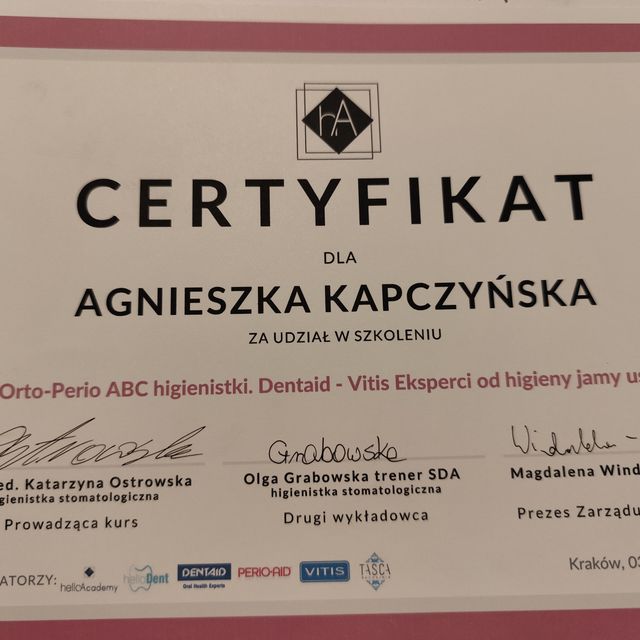 hA
CERTYFIKAT
DLA
AGNIESZKA KAPCZYŃSKA
ZA UDZIAŁ W SZKOLENIU
Orto-Perio ABC higienistki. Dentaid - Vitis Eksperci od higieny jamy us
Ostrowska Grabowska
ed. Katarzyna Ostrowska Olga Grabowska trener SDA Magdalena Wind
gienistka stomatologiczna higienistka stomatologiczna
Prowadząca kurs Drugi wykładowca Prezes Zarządu
ATORZY: helloAcademy helloDent DENTAID Oral Health Experts PERIO·AID VITIS TASCA
Kraków, 03